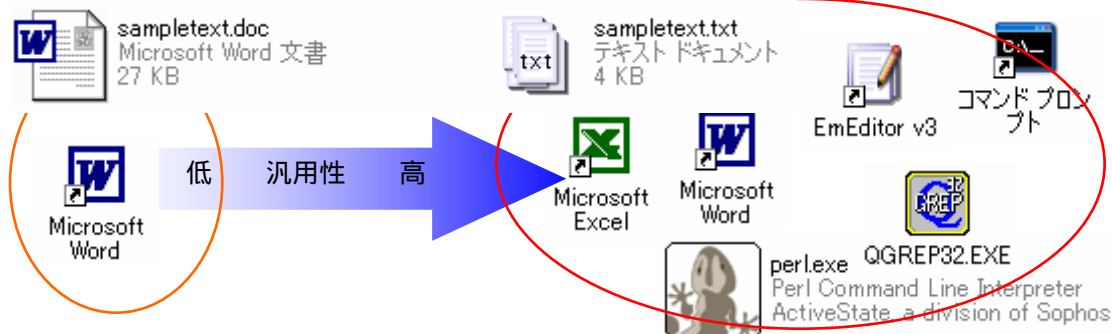 sampletext.doc
Microsoft Word 文書
27 KB
sampletext.txt
テキスト ドキュメント
4 KB
txt
C:\_
コマンド プロン
プト
EmEditor v3
低 汎用性 高
Microsoft
Word
Microsoft
Excel
Microsoft
Word
32
GREP
QGREP32.EXE
perl.exe
Perl Command Line Interpreter
ActiveState, a division of Sophos